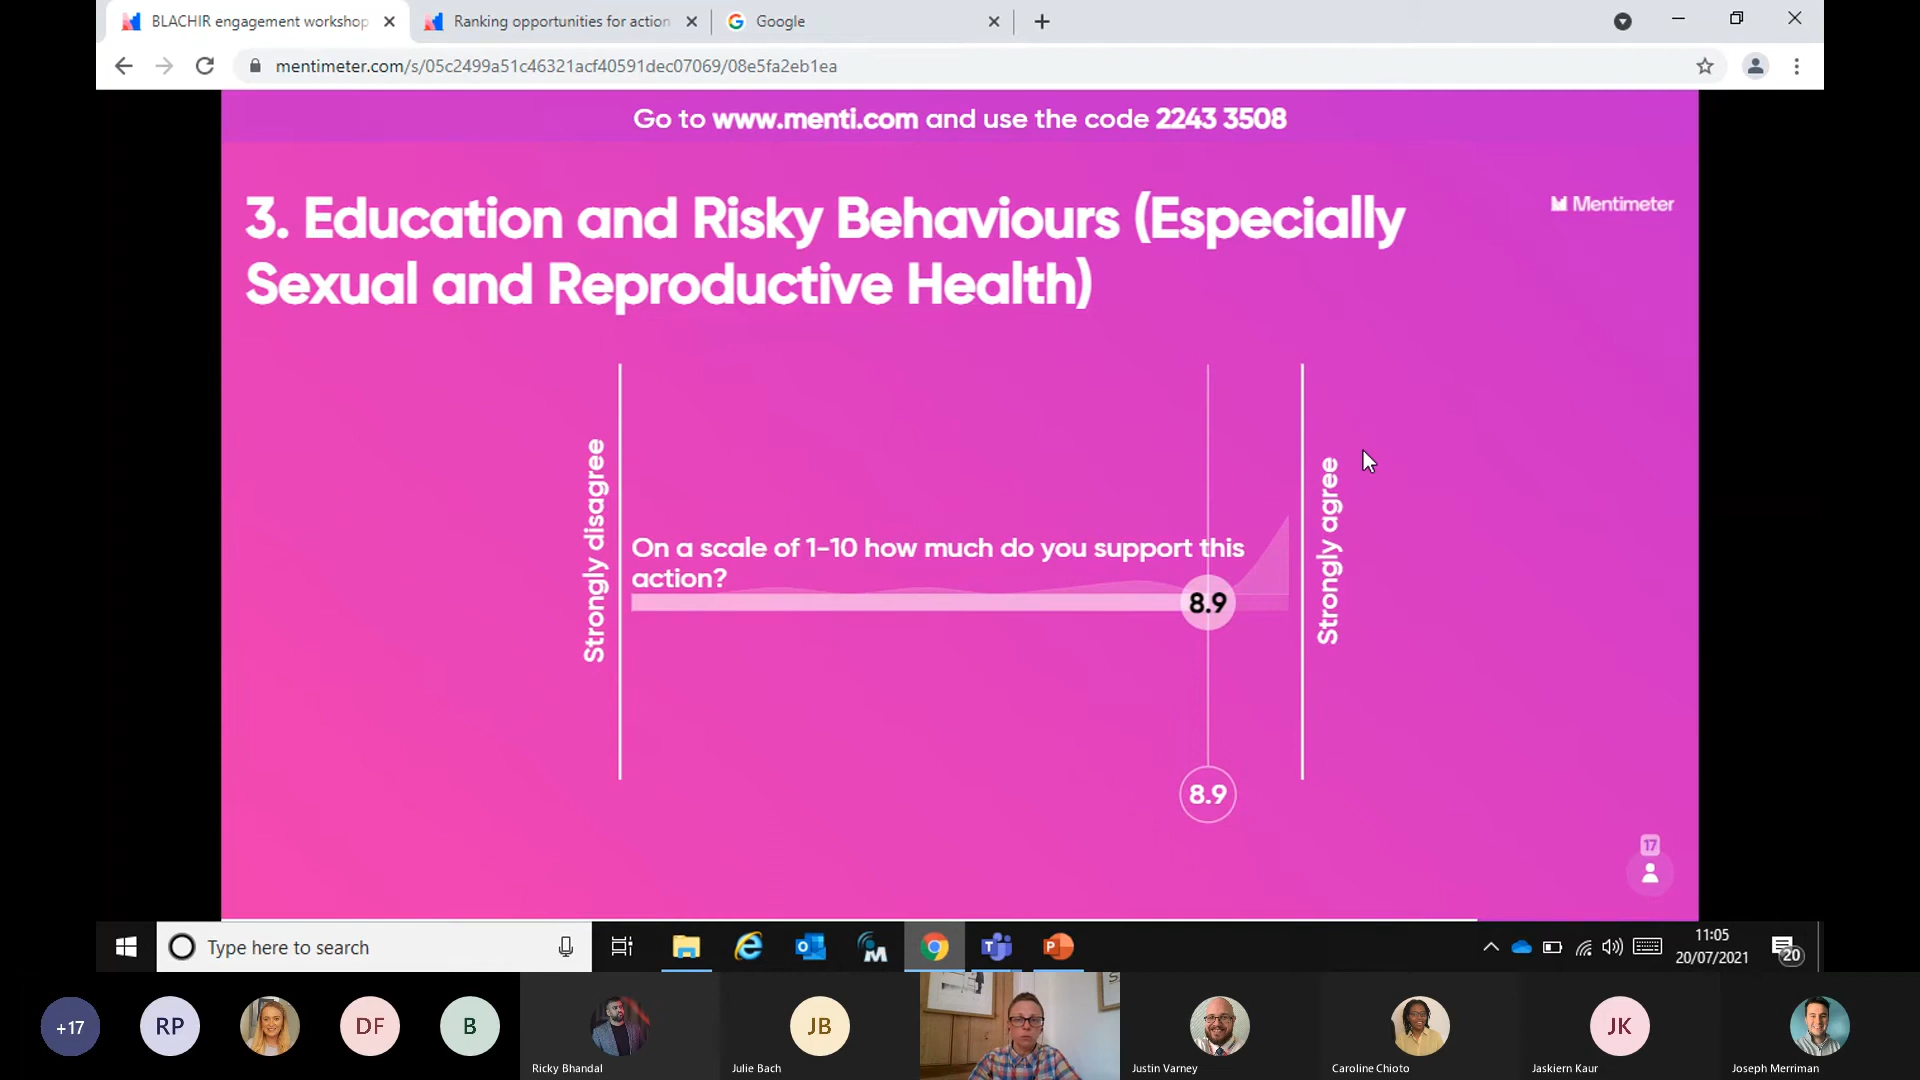 BLACHIR engagement workshop
Ranking opportunities for action
Google
mentimeter.com/s/05c2499a51c46321acf40591dec07069/08e5fa2eb1ea
Go to www.menti.com and use the code 2243 3508
3. Education and Risky Behaviours (Especially
Sexual and Reproductive Health)
Mentimeter
Strongly disagree
On a scale of 1-10 how much do you support this
action?
8.9
Strongly agree
8.9
17
Type here to search
11:05
20/07/2021
20
+17
RP
DF
B
Ricky Bhandal
JB
Julie Bach
Justin Varney
Caroline Chioto
JK
Jaskiern Kaur
Joseph Merriman